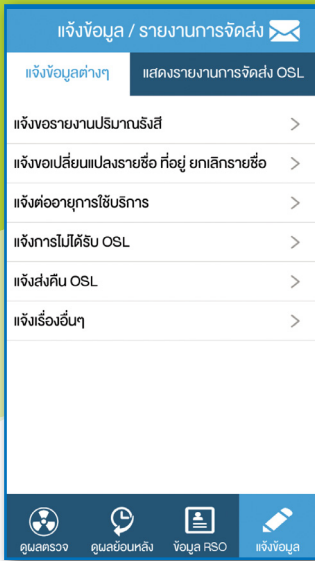 แจ้งข้อมูล / รายงานการจัดส่ง
แจ้งข้อมูลต่างๆ
แสดงรายงานการจัดส่ง OSL
แจ้งขอรายงานปริมาณรังสี
แจ้งขอเปลี่ยนแปลงรายชื่อ ที่อยู่ ยกเลิกรายชื่อ
แจ้งต่ออายุการใช้บริการ
แจ้งการไม่ได้รับ OSL
แจ้งส่งคืน OSL
แจ้งเรื่องอื่นๆ
ดูผลตรวจ
ดูผลย้อนหลัง
ข้อมูล RSO
แจ้งข้อมูล